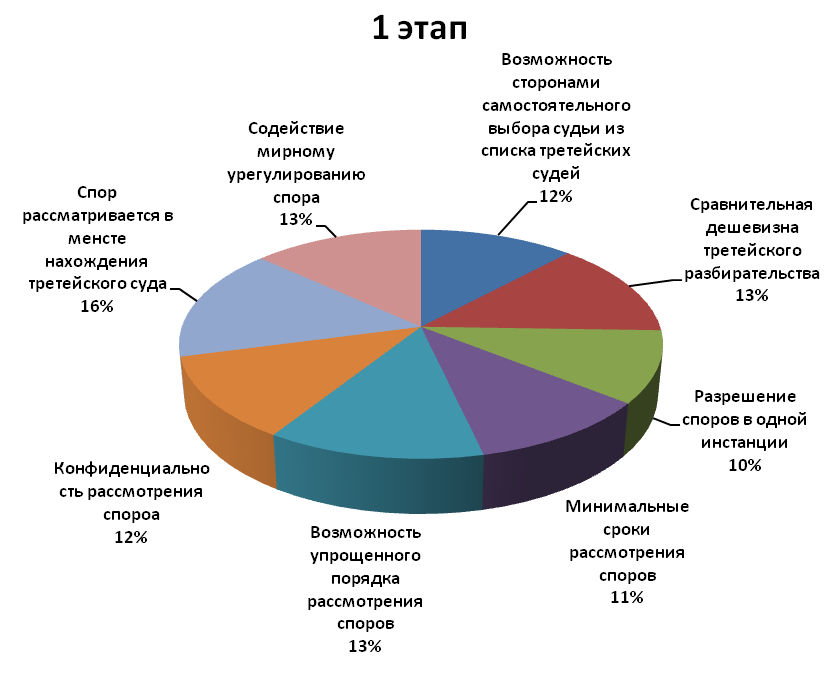 1 этап
Возможность
сторонами
самостоятельного
выбора судьи из
списка третейских
судей
12%
Сравнительная
дешевизна
третейского
разбирательства
13%
Разрешение
споров в одной
инстанции
10%
Минимальные
сроки
рассмотрения
споров
11%
Возможность
упрощенного
порядка
рассмотрения
споров
13%
Конфиденциально
сть рассмотрения
спороа
12%
Спор
рассматривается в
менсте
нахождения
третейского суда
16%
Содействие
мирному
урегулированию
спора
13%